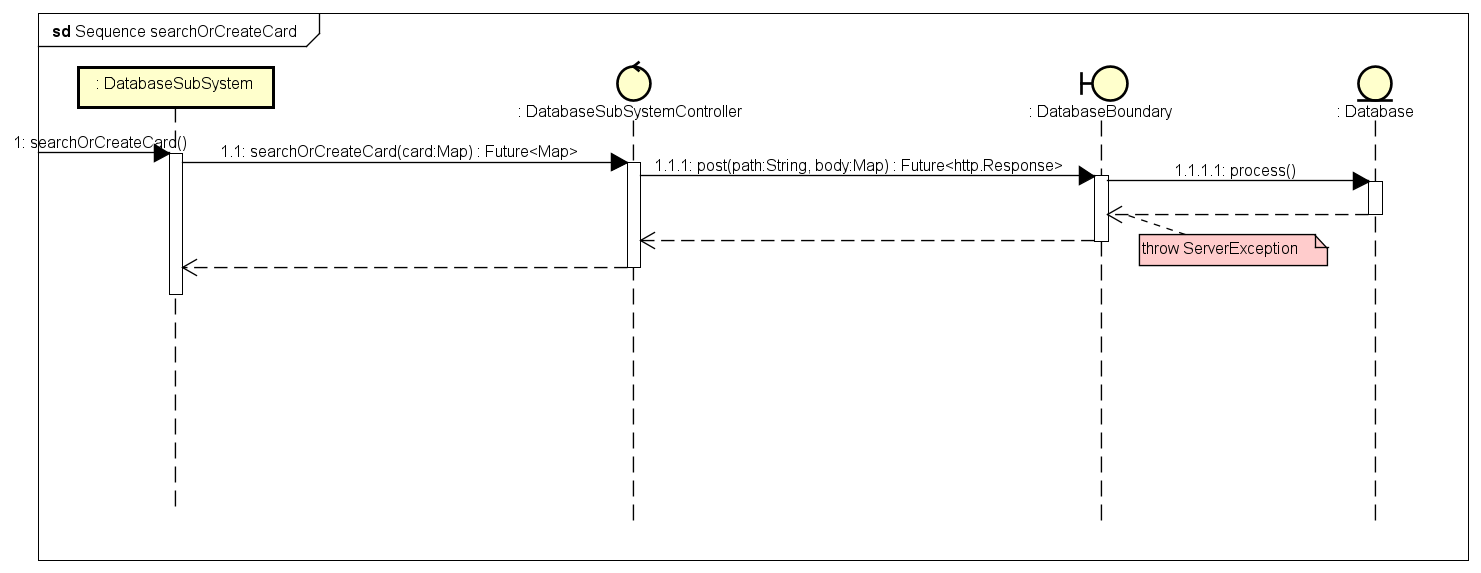 sd Sequence searchOrCreateCard
: DatabaseSubSystem
: DatabaseSubSystemController
: DatabaseBoundary
: Database
1: searchOrCreateCard()
1.1: searchOrCreateCard(card:Map) : Future<Map>
1.1.1: post(path:String, body:Map) : Future<http.Response>
1.1.1.1: process()
throw ServerException